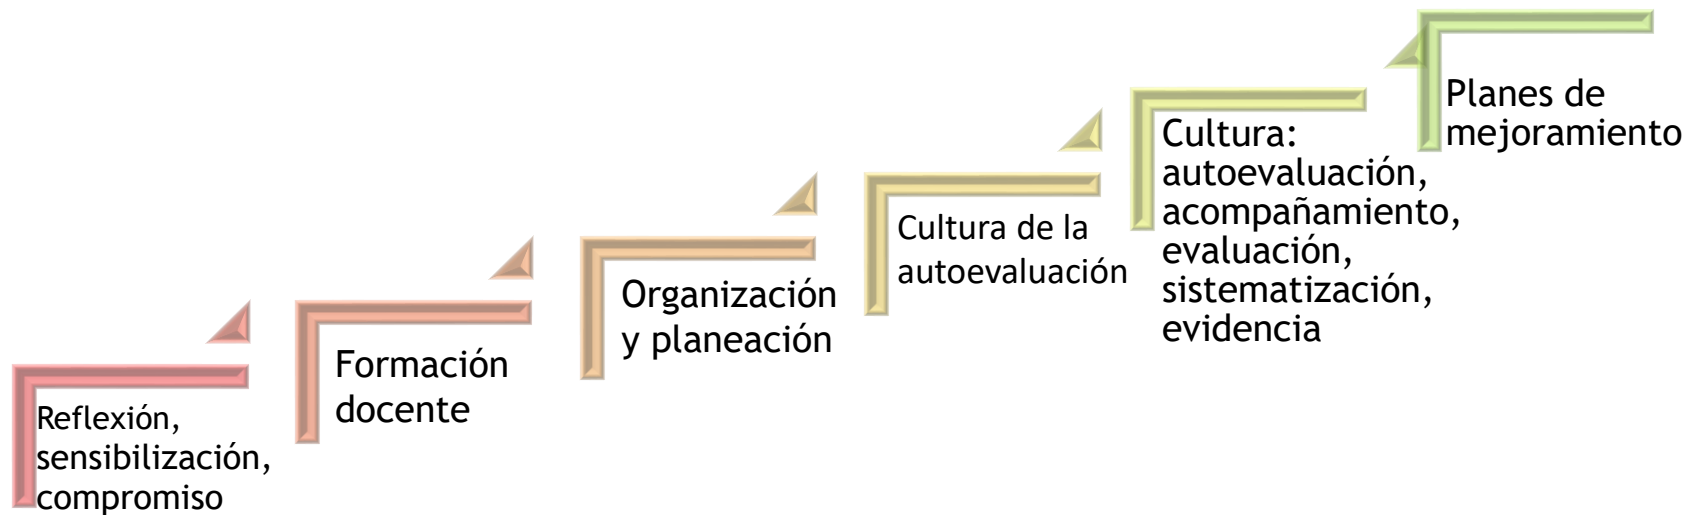 Reflexión,
sensibilización,
compromiso
Formación
docente
Organización
y planeación
Cultura de la
autoevaluación
Cultura:
autoevaluación,
acompañamiento,
evaluación,
sistematización,
evidencia
Planes de
mejoramiento